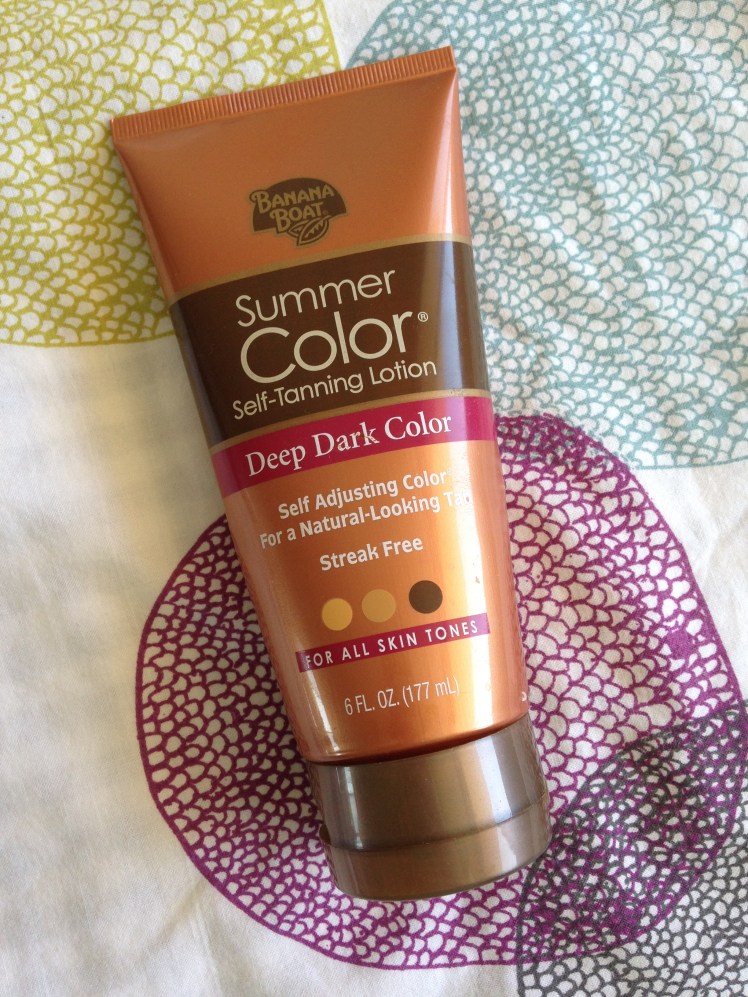 BANANA
BOAT®
Summer
Color®
Self-Tanning Lotion
Deep Dark Color
Self Adjusting Color
For a Natural-Looking Tan
Streak Free
FOR ALL SKIN TONES
6 FL. OZ. (177 mL)